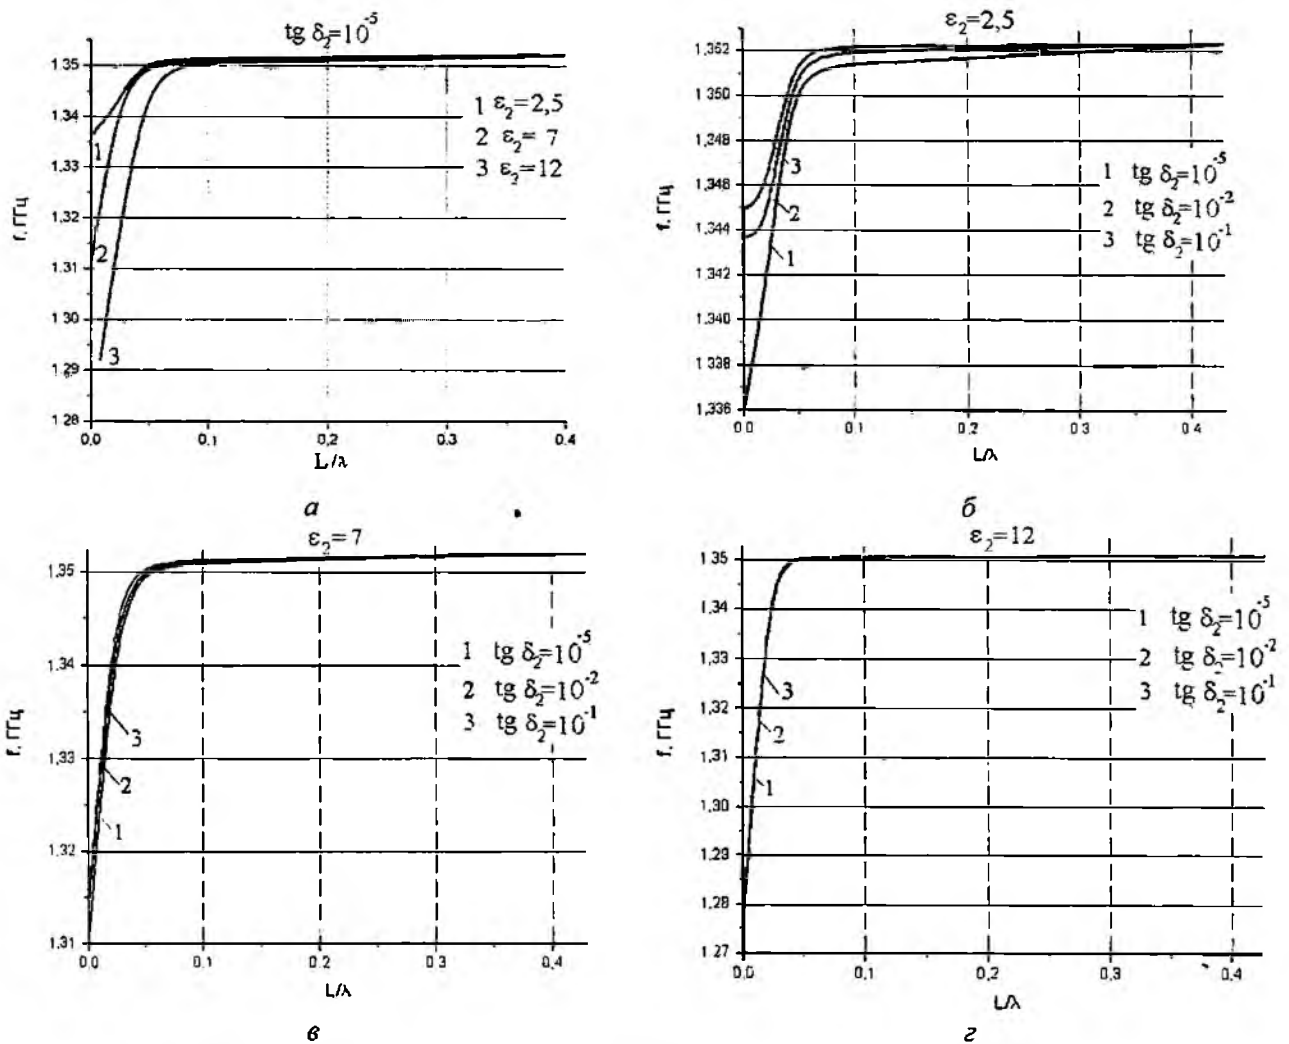 tg δ₂=10⁻⁵
f, ГГц
1,35
1,34
1,33
1,32
1,31
1,30
1,29
1,28
0,0
0,1
0,2
0,3
0,4
L/λ
1 ε₂=2,5
2 ε₂= 7
3 ε₂=12
1
2
3
а
ε₂=2,5
f, ГГц
1,352
1,350
1,348
1,346
1,344
1,342
1,340
1,338
1,336
0,0
0,1
0,2
0,3
0,4
L/λ
1 tg δ₂=10⁻⁵
2 tg δ₂=10⁻²
3 tg δ₂=10⁻¹
3
2
1
б
ε₂=7
f, ГГц
1,35
1,34
1,33
1,32
1,31
0,0
0,1
0,2
0,3
0,4
L/λ
1 tg δ₂=10⁻⁵
2 tg δ₂=10⁻²
3 tg δ₂=10⁻¹
3
2
1
в
ε₂=12
f, ГГц
1,35
1,34
1,33
1,32
1,31
1,30
1,29
1,28
1,27
0,0
0,1
0,2
0,3
0,4
L/λ
1 tg δ₂=10⁻⁵
2 tg δ₂=10⁻²
3 tg δ₂=10⁻¹
3
2
1
г